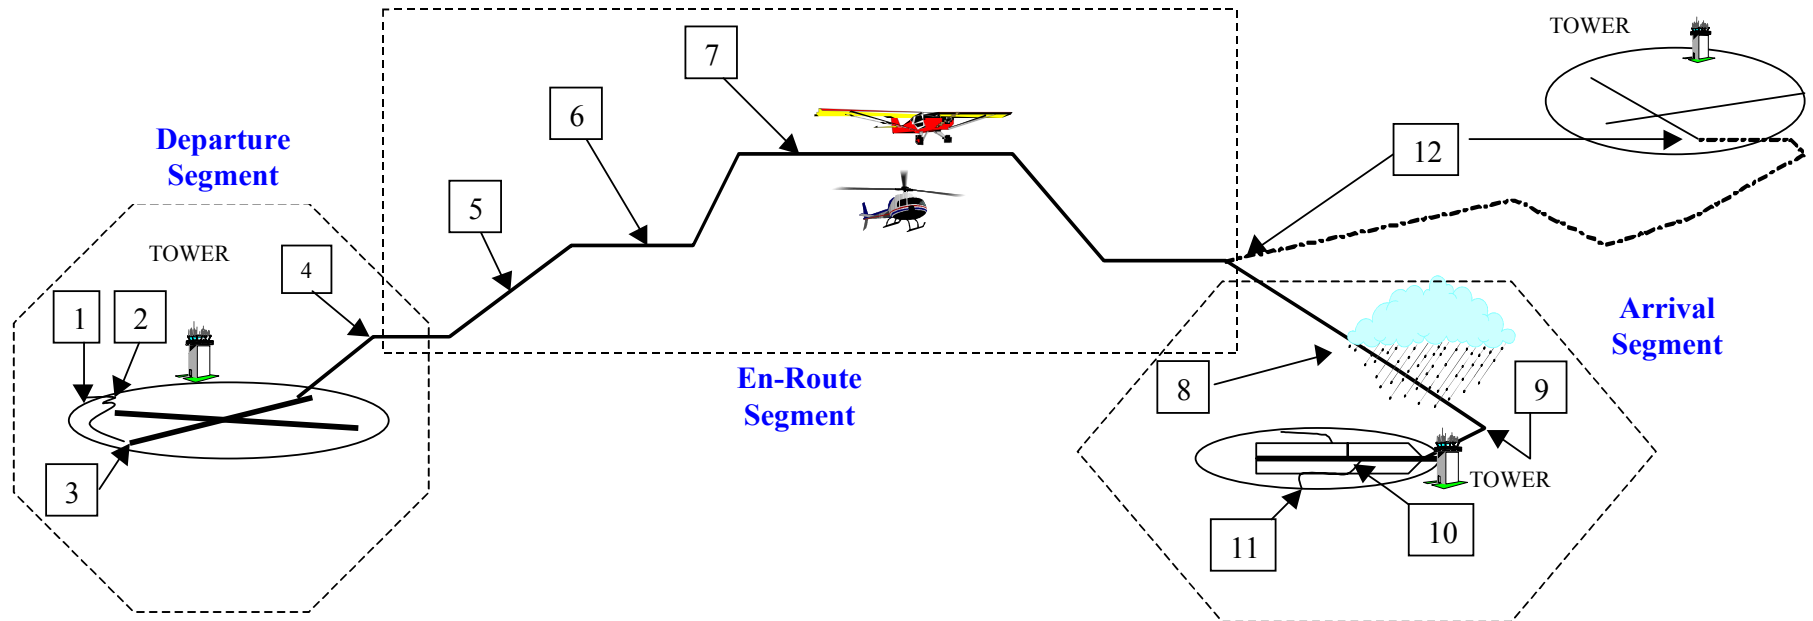 TOWER
7
6
12
Departure
Segment
5
TOWER
4
1
2
Arrival
Segment
En-Route
Segment
8
9
3
TOWER
10
11